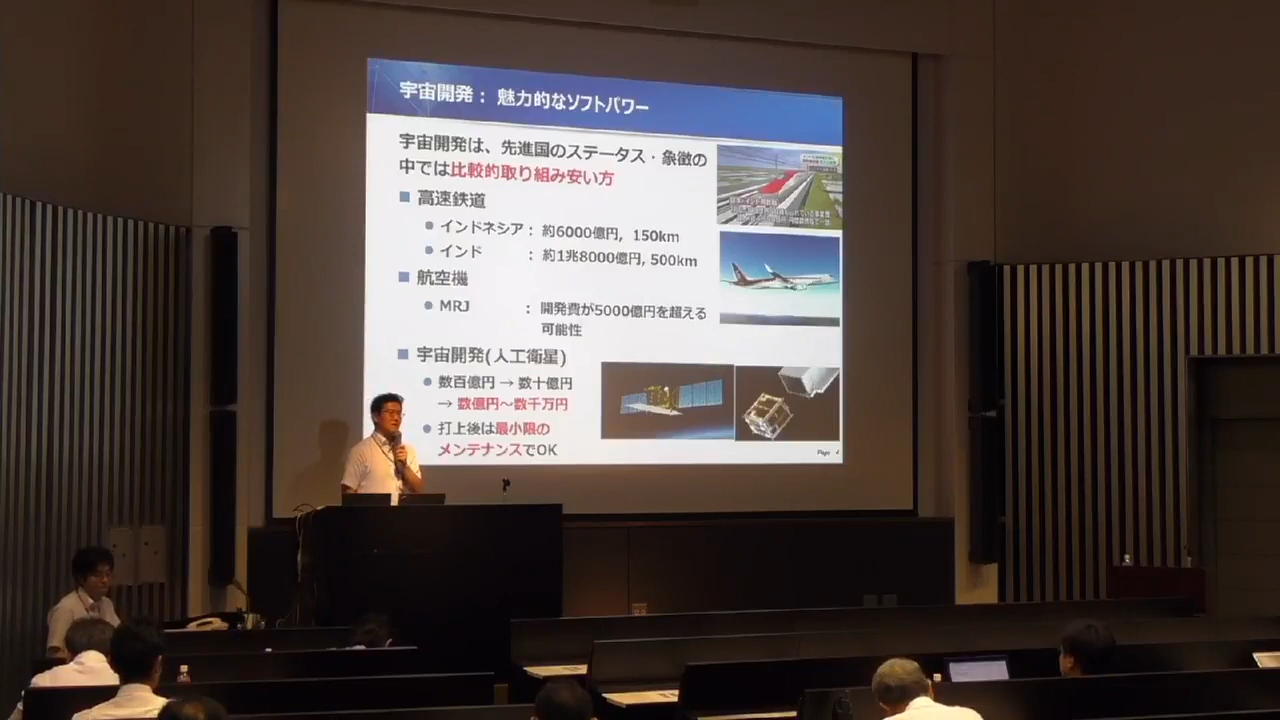 宇宙開発： 魅力的なソフトパワー
宇宙開発は、先進国のステータス・象徴の
中では比較的取り組み安い方
高速鉄道
インドネシア： 約6000億円, 150km
インド ： 約1兆8000億円, 500km
航空機
MRJ ： 開発費が5000億円を超える
可能性
宇宙開発(人工衛星)
数百億円 → 数十億円
→ 数億円～数千万円
打上後は最小限の
メンテナンスでOK
Page 4